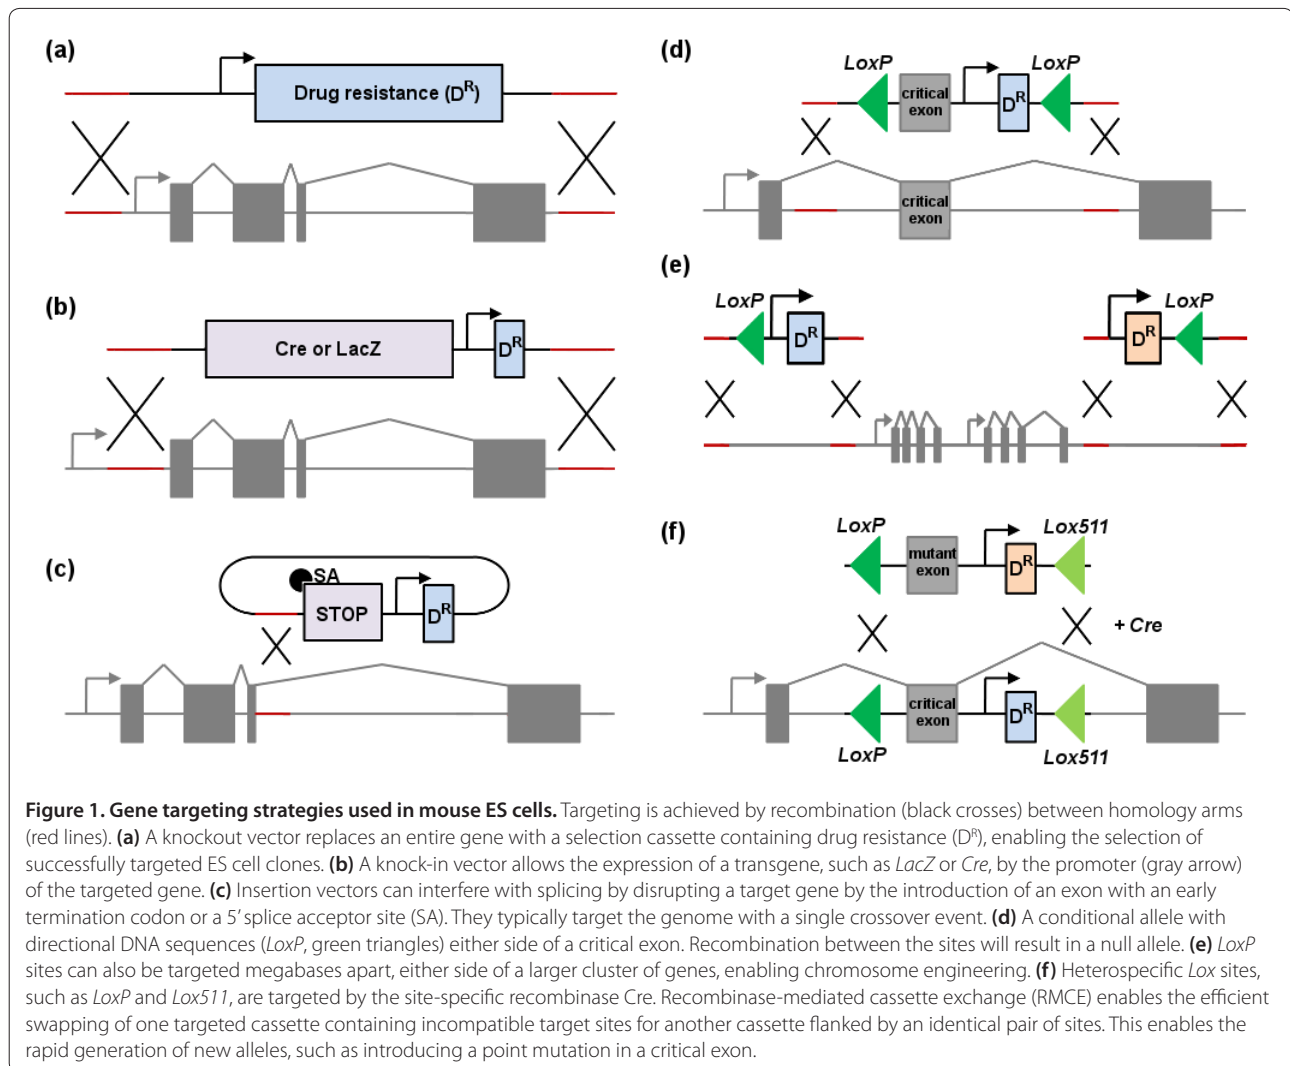 (a)
Drug resistance (Dᴿ)
(b)
Cre or LacZ
Dᴿ
(c)
SA
STOP
Dᴿ
(d)
LoxP
LoxP
critical
exon
Dᴿ
critical
exon
(e)
LoxP
LoxP
Dᴿ
Dᴿ
(f)
LoxP
Lox511
mutant
exon
Dᴿ
+ Cre
critical
exon
Dᴿ
LoxP
Lox511
Figure 1. Gene targeting strategies used in mouse ES cells. Targeting is achieved by recombination (black crosses) between homology arms
(red lines). (a) A knockout vector replaces an entire gene with a selection cassette containing drug resistance (Dᴿ), enabling the selection of
successfully targeted ES cell clones. (b) A knock-in vector allows the expression of a transgene, such as LacZ or Cre, by the promoter (gray arrow)
of the targeted gene. (c) Insertion vectors can interfere with splicing by disrupting a target gene by the introduction of an exon with an early
termination codon or a 5’ splice acceptor site (SA). They typically target the genome with a single crossover event. (d) A conditional allele with
directional DNA sequences (LoxP, green triangles) either side of a critical exon. Recombination between the sites will result in a null allele. (e) LoxP
sites can also be targeted megabases apart, either side of a larger cluster of genes, enabling chromosome engineering. (f) Heterospecific Lox sites,
such as LoxP and Lox511, are targeted by the site-specific recombinase Cre. Recombinase-mediated cassette exchange (RMCE) enables the efficient
swapping of one targeted cassette containing incompatible target sites for another cassette flanked by an identical pair of sites. This enables the
rapid generation of new alleles, such as introducing a point mutation in a critical exon.